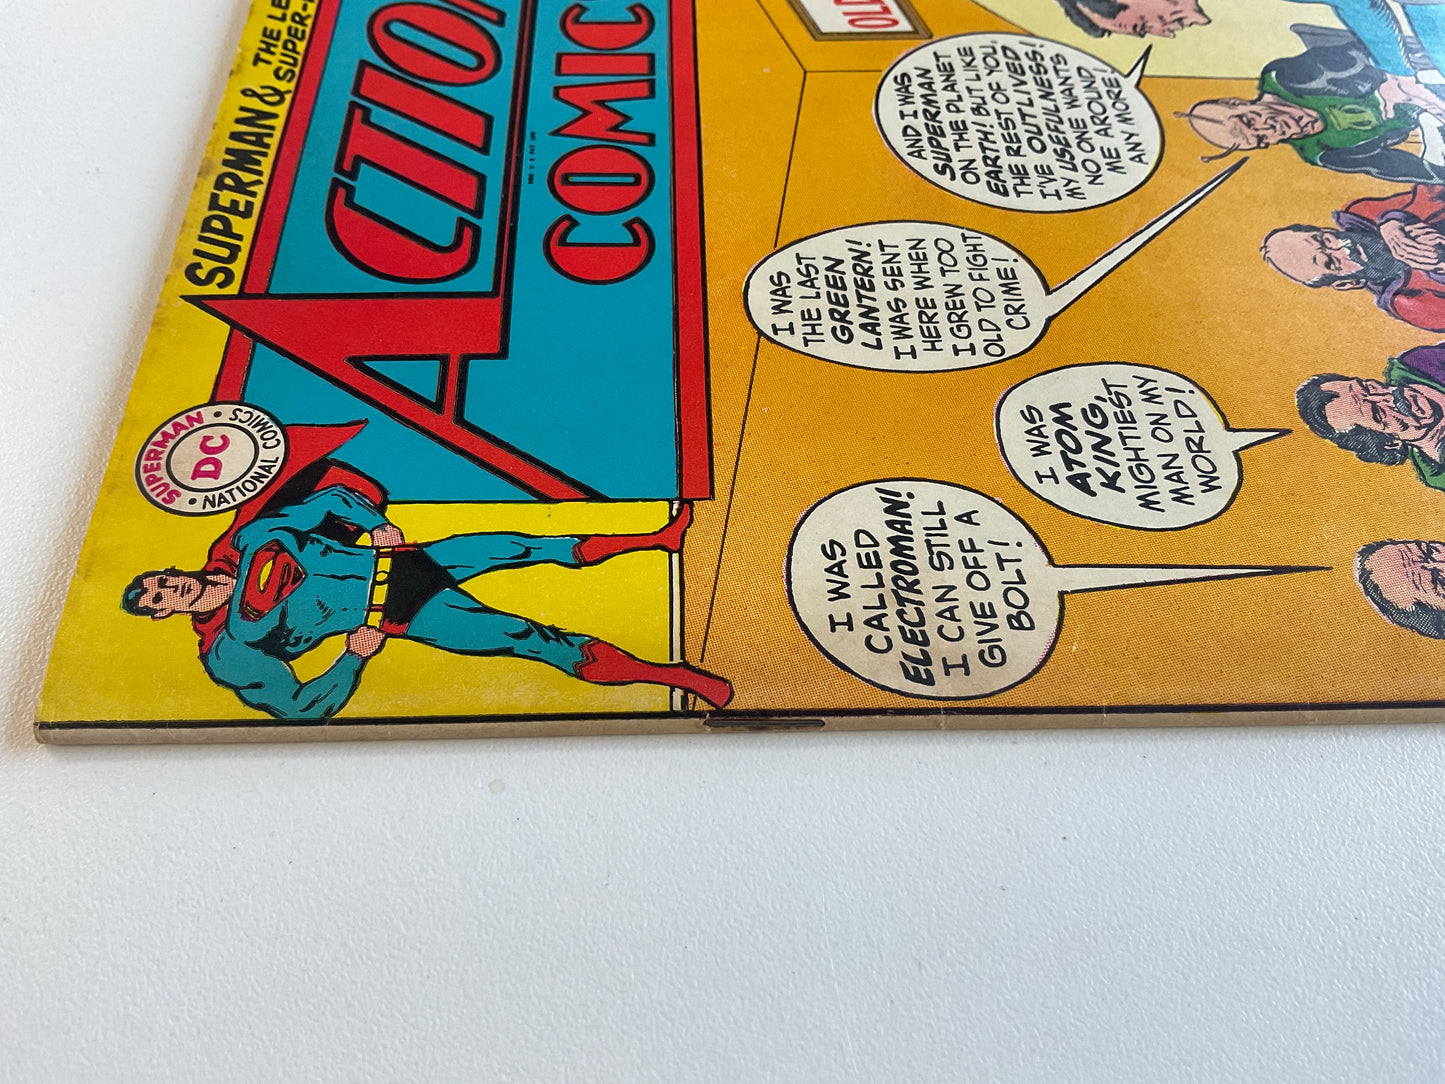 SUPERMAN & THE
& SUPER-
ACTION
COMIC
SUPERMAN
DC
NATIONAL COMICS
OLD
AND I WAS
SUPERMAN
ON THE PLANET
EARTH! BUT LIKE
THE REST OF YOU,
I'VE OUTLIVED
MY USEFULNESS!
NO ONE WANTS
ME AROUND
ANY MORE!
I WAS
THE LAST
GREEN
LANTERN!
I WAS SENT
HERE WHEN
I GREW TOO
OLD TO FIGHT
CRIME!
I WAS
ATOM
KING,
MIGHTIEST
MAN ON MY
WORLD!
I WAS
CALLED
ELECTROMAN!
I CAN STILL
GIVE OFF A
BOLT!